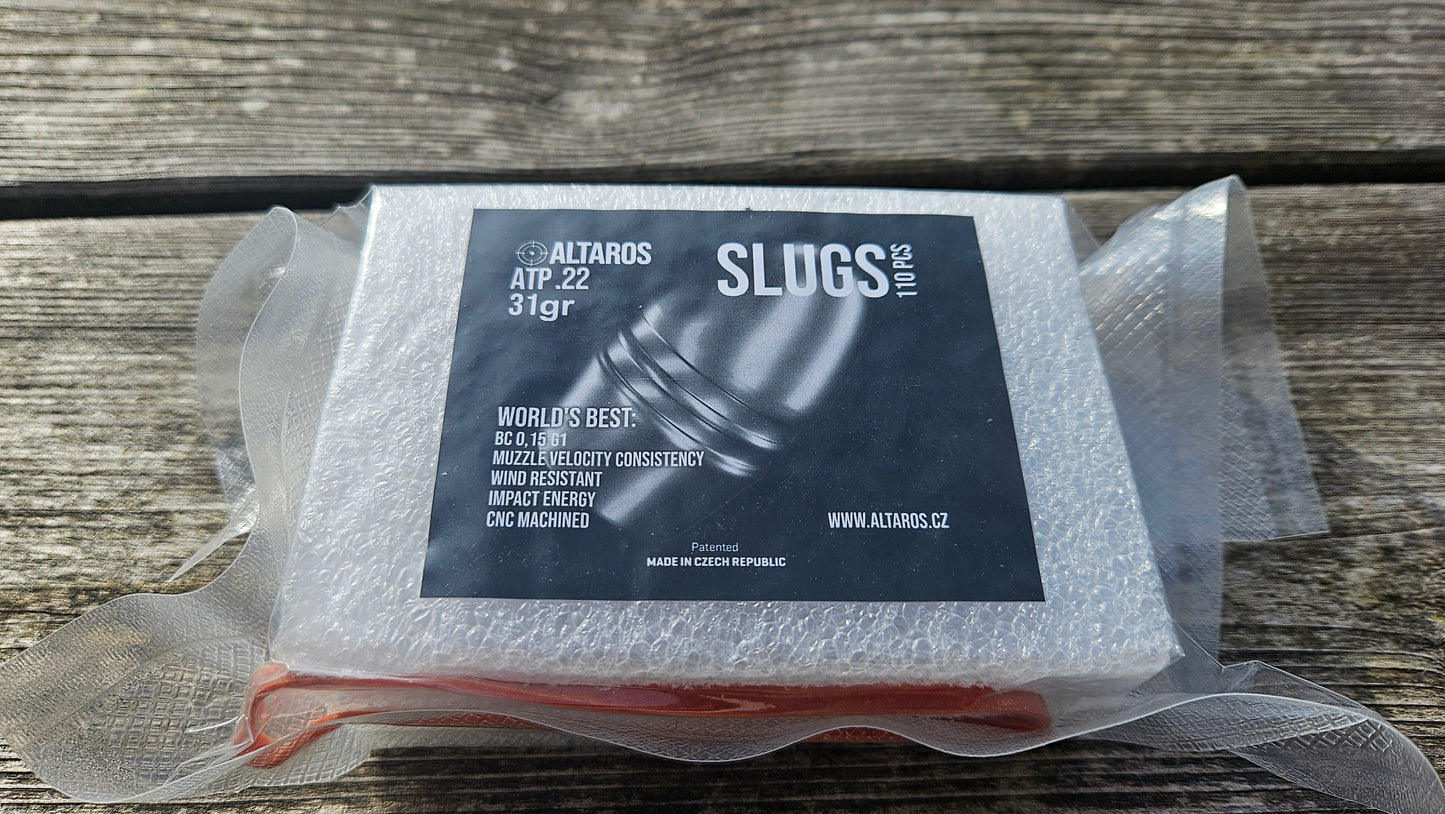 ALTAROS
ATP .22
31gr
SLUGS
110 PCS
WORLD'S BEST:
BC 0,15 G1
MUZZLE VELOCITY CONSISTENCY
WIND RESISTANT
IMPACT ENERGY
CNC MACHINED
WWW.ALTAROS.CZ
Patented
MADE IN CZECH REPUBLIC